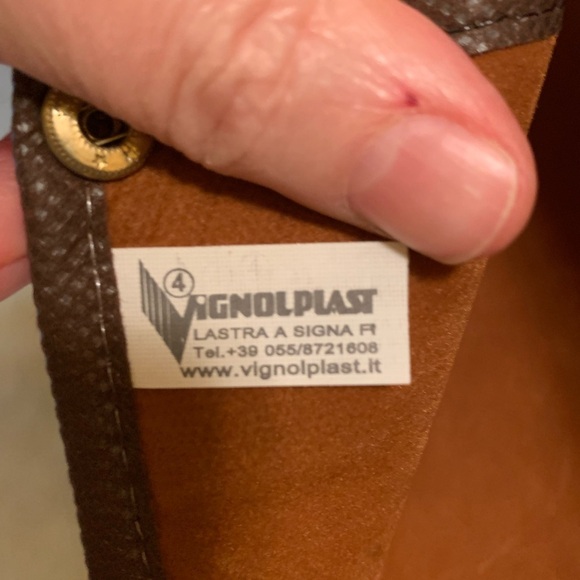 4
VIGNOLPLAST
LASTRA A SIGNA FI
Tel.+39 055/8721608
www.vignolplast.it